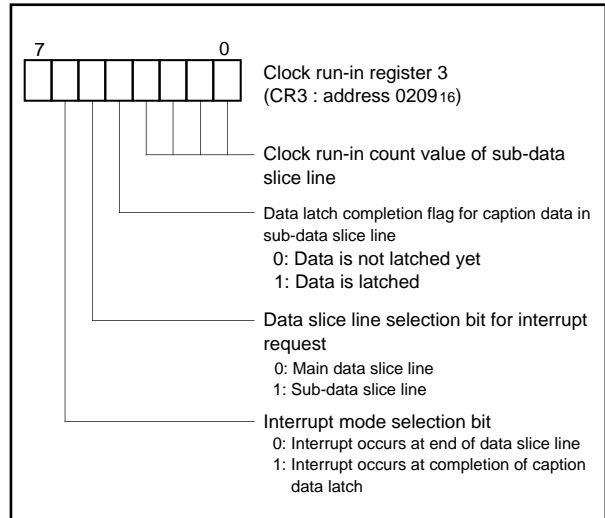 7 0
Clock run-in register 3
(CR3 : address 020916)
Clock run-in count value of sub-data
slice line
Data latch completion flag for caption data in
sub-data slice line
0: Data is not latched yet
1: Data is latched
Data slice line selection bit for interrupt
request
0: Main data slice line
1: Sub-data slice line
Interrupt mode selection bit
0: Interrupt occurs at end of data slice line
1: Interrupt occurs at completion of caption
data latch